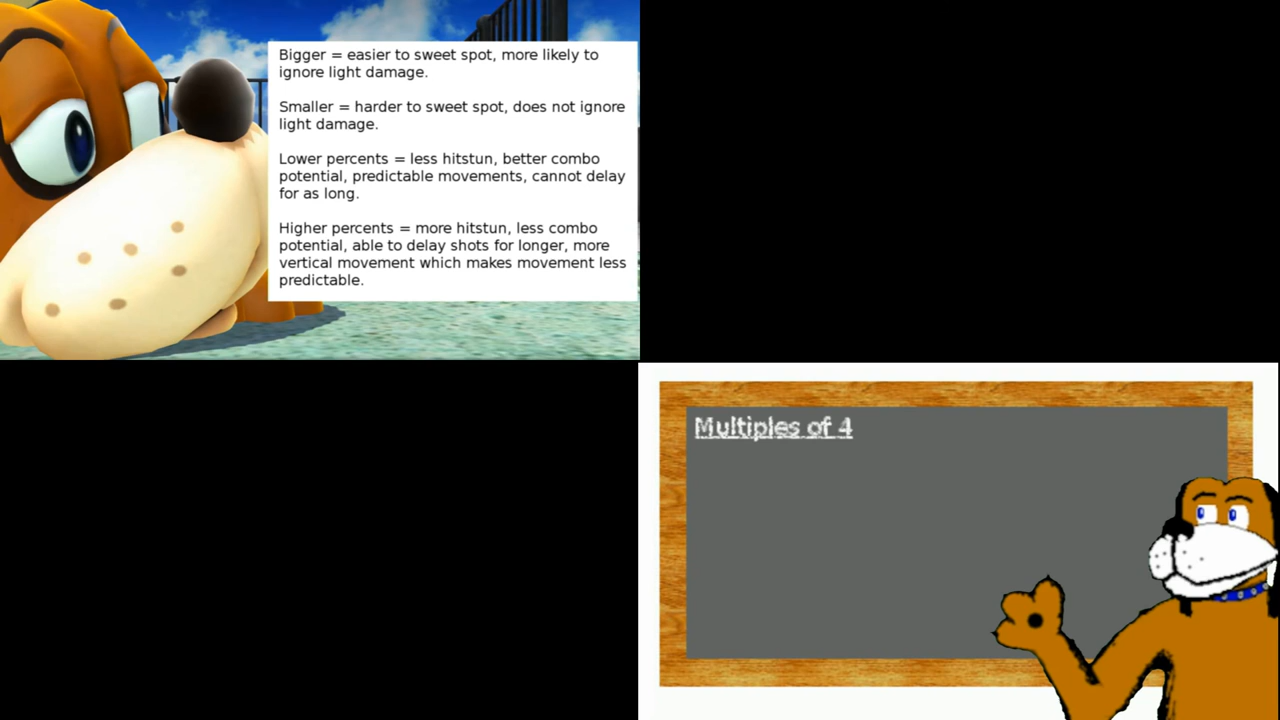 Bigger = easier to sweet spot, more likely to
ignore light damage.
Smaller = harder to sweet spot, does not ignore
light damage.
Lower percents = less hitstun, better combo
potential, predictable movements, cannot delay
for as long.
Higher percents = more hitstun, less combo
potential, able to delay shots for longer, more
vertical movement which makes movement less
predictable.
Multiples of 4